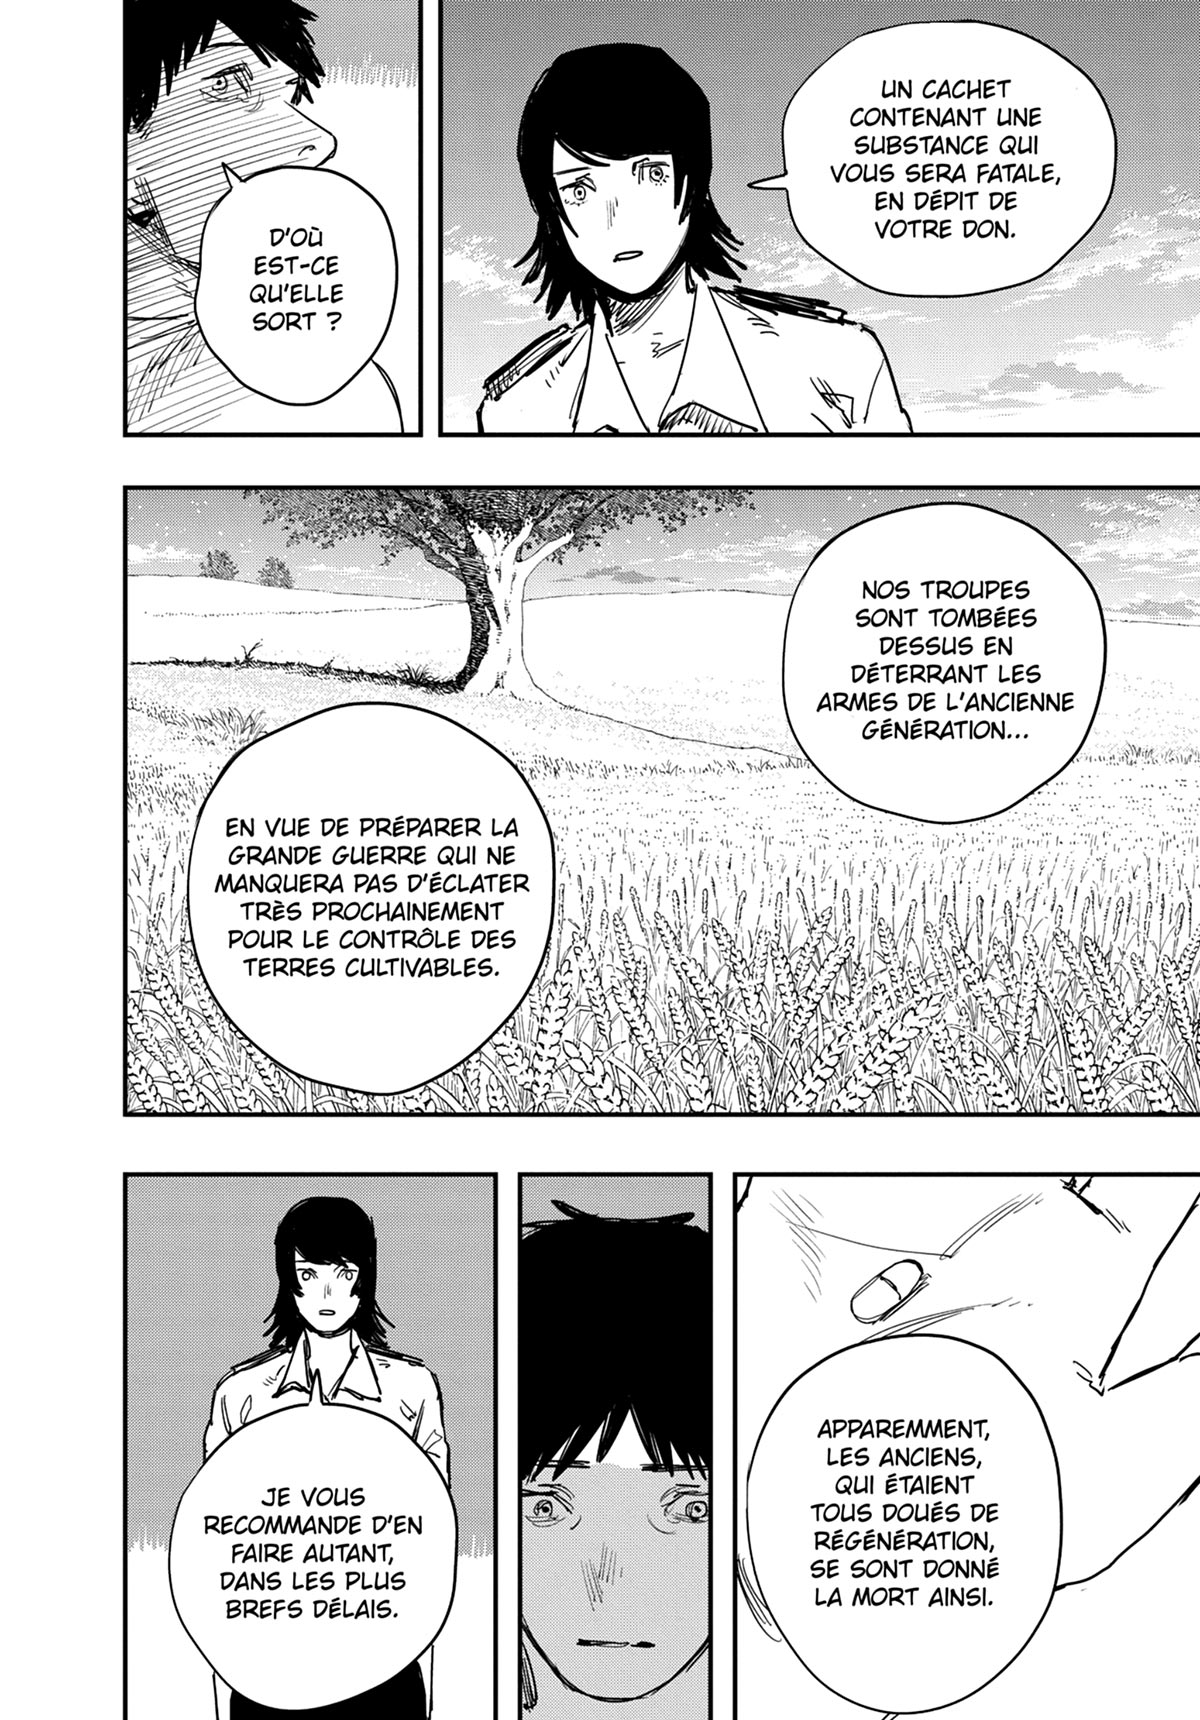 UN CACHET
CONTENANT UNE
SUBSTANCE QUI
VOUS SERA FATALE,
EN DÉPIT DE
VOTRE DON.
D'OÙ
EST-CE
QU'ELLE
SORT ?
NOS TROUPES
SONT TOMBÉES
DESSUS EN
DÉTERRANT LES
ARMES DE L'ANCIENNE
GÉNÉRATION...
EN VUE DE PRÉPARER LA
GRANDE GUERRE QUI NE
MANQUERA PAS D'ÉCLATER
TRÈS PROCHAINEMENT
POUR LE CONTRÔLE DES
TERRES CULTIVABLES.
APPAREMMENT,
LES ANCIENS,
QUI ÉTAIENT
TOUS DOUÉS DE
RÉGÉNÉRATION,
SE SONT DONNÉ
LA MORT AINSI.
JE VOUS
RECOMMANDE D'EN
FAIRE AUTANT,
DANS LES PLUS
BREFS DÉLAIS.